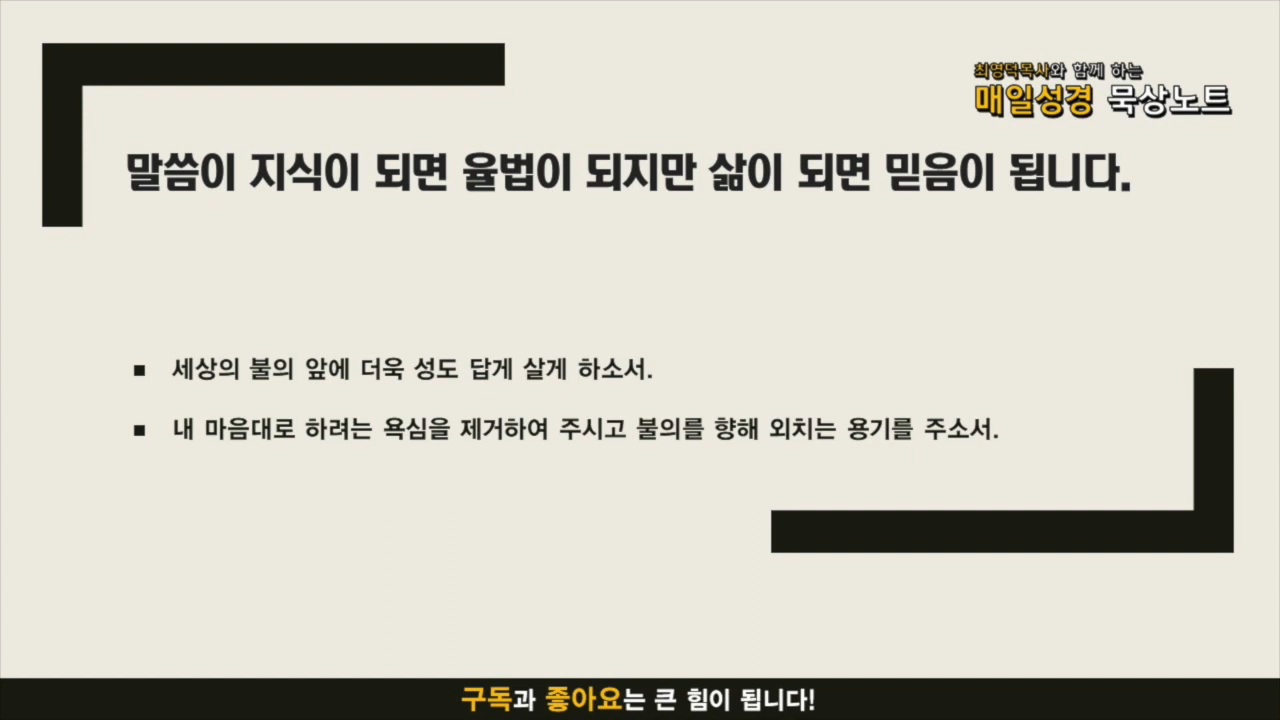 최영덕목사와 함께 하는
매일성경 묵상노트
말씀이 지식이 되면 율법이 되지만 삶이 되면 믿음이 됩니다.
■ 세상의 불의 앞에 더욱 성도 답게 살게 하소서.
■ 내 마음대로 하려는 욕심을 제거하여 주시고 불의를 향해 외치는 용기를 주소서.
구독과 좋아요는 큰 힘이 됩니다!